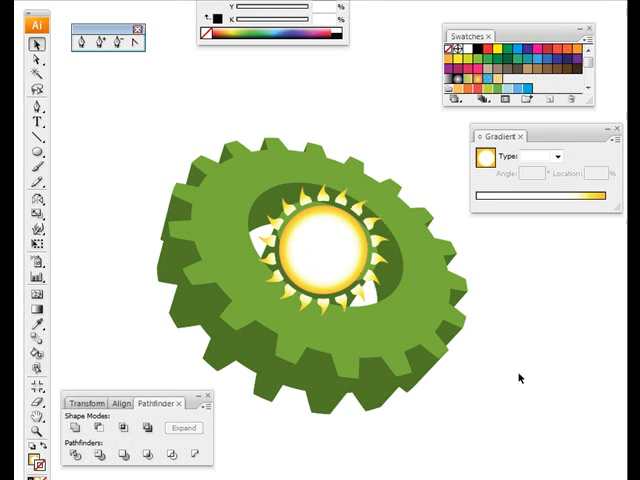 Ai
Y %
K %
Swatches ×
Gradient ×
Type:
Angle: ° Location: %
T
Transform Align Pathfinder ×
Shape Modes:
Expand
Pathfinders: